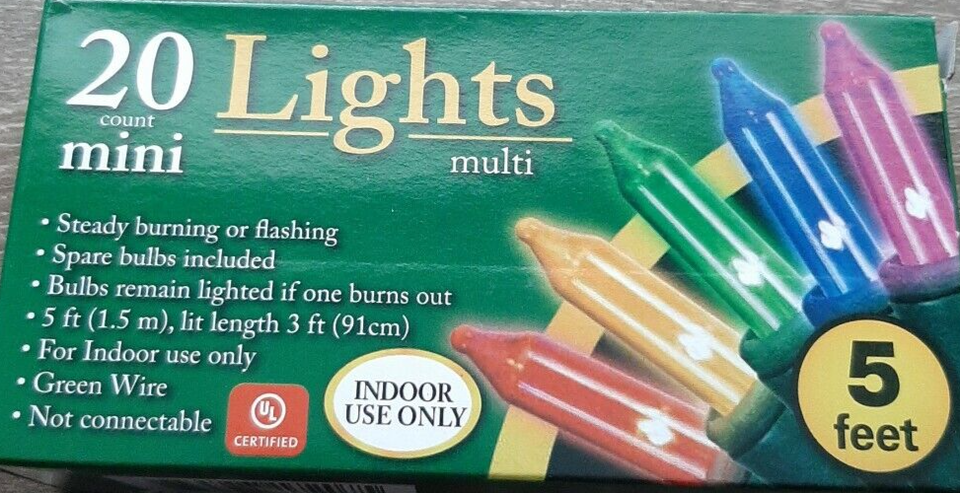 20
count
mini
Lights
multi
• Steady burning or flashing
• Spare bulbs included
• Bulbs remain lighted if one burns out
• 5 ft (1.5 m), lit length 3 ft (91cm)
• For Indoor use only
• Green Wire
• Not connectable
UL
CERTIFIED
INDOOR
USE ONLY
5
feet